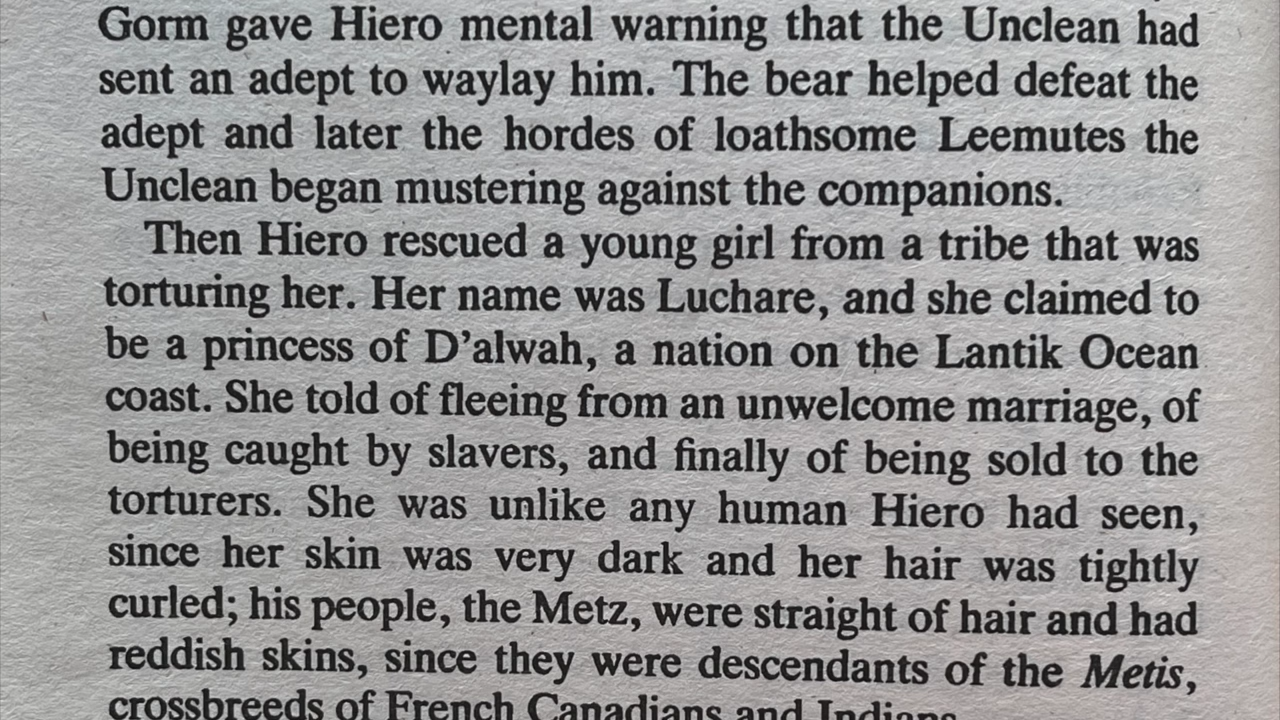 Gorm gave Hiero mental warning that the Unclean had
sent an adept to waylay him. The bear helped defeat the
adept and later the hordes of loathsome Leemutes the
Unclean began mustering against the companions.
Then Hiero rescued a young girl from a tribe that was
torturing her. Her name was Luchare, and she claimed to
be a princess of D’alwah, a nation on the Lantik Ocean
coast. She told of fleeing from an unwelcome marriage, of
being caught by slavers, and finally of being sold to the
torturers. She was unlike any human Hiero had seen,
since her skin was very dark and her hair was tightly
curled; his people, the Metz, were straight of hair and had
reddish skins, since they were descendants of the Metis,
crossbreeds of French Canadians and Indians.